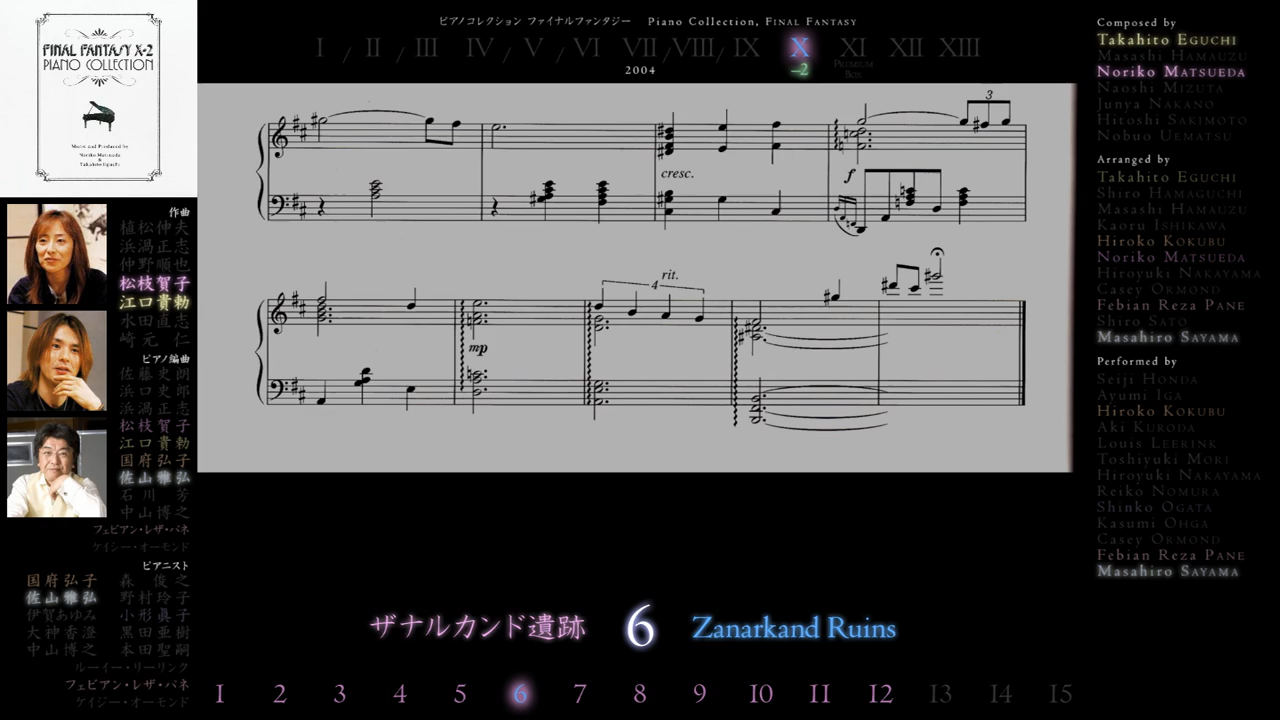 FINAL FANTASY X-2
PIANO COLLECTION
Music and Produced by
Noriko Matsueda
&
Takahito Eguchi
ピアノコレクション ファイナルファンタジー Piano Collection, FINAL FANTASY
I / II / III IV / V / VI VII / VIII / IX X XI XII XIII
2004 –2 PREMIUM BOX
作曲
植松伸夫
浜渦正志
仲野順也
松枝賀子
江口貴勅
水田直志
崎元 仁
ピアノ編曲
佐藤史朗
浜口史郎
浜渦正志
松枝賀子
江口貴勅
国府弘子
佐山雅弘
石川 芳
中山博之
フェビアン・レザ・パネ
ケイシー・オーモンド
ピアニスト
国府弘子 森 俊之
佐山雅弘 野村玲子
伊賀あゆみ 小形眞子
大神香澄 黒田亜樹
中山博之 本田聖嗣
ルーイー・リーリンク
フェビアン・レザ・パネ
ケイシー・オーモンド
3
cresc.
f
rit.
4
mp
Composed by
Takahito EGUCHI
Masashi HAMAUZU
Noriko MATSUEDA
Naoshi MIZUTA
Junya NAKANO
Hitoshi SAKIMOTO
Nobuo UEMATSU
Arranged by
Takahito EGUCHI
Shiro HAMAGUCHI
Masashi HAMAUZU
Kaoru ISHIKAWA
Hiroko KOKUBU
Noriko MATSUEDA
Hiroyuki NAKAYAMA
Casey ORMOND
Febian Reza PANE
Shiro SATO
Masahiro SAYAMA
Performed by
Seiji HONDA
Ayumi IGA
Hiroko KOKUBU
Aki KURODA
Louis LEERINK
Toshiyuki MORI
Hiroyuki NAKAYAMA
Reiko NOMURA
Shinko OGATA
Kasumi OHGA
Casey ORMOND
Febian Reza PANE
Masahiro SAYAMA
ザナルカンド遺跡 6 Zanarkand Ruins
1 2 3 4 5 6 7 8 9 10 11 12 13 14 15